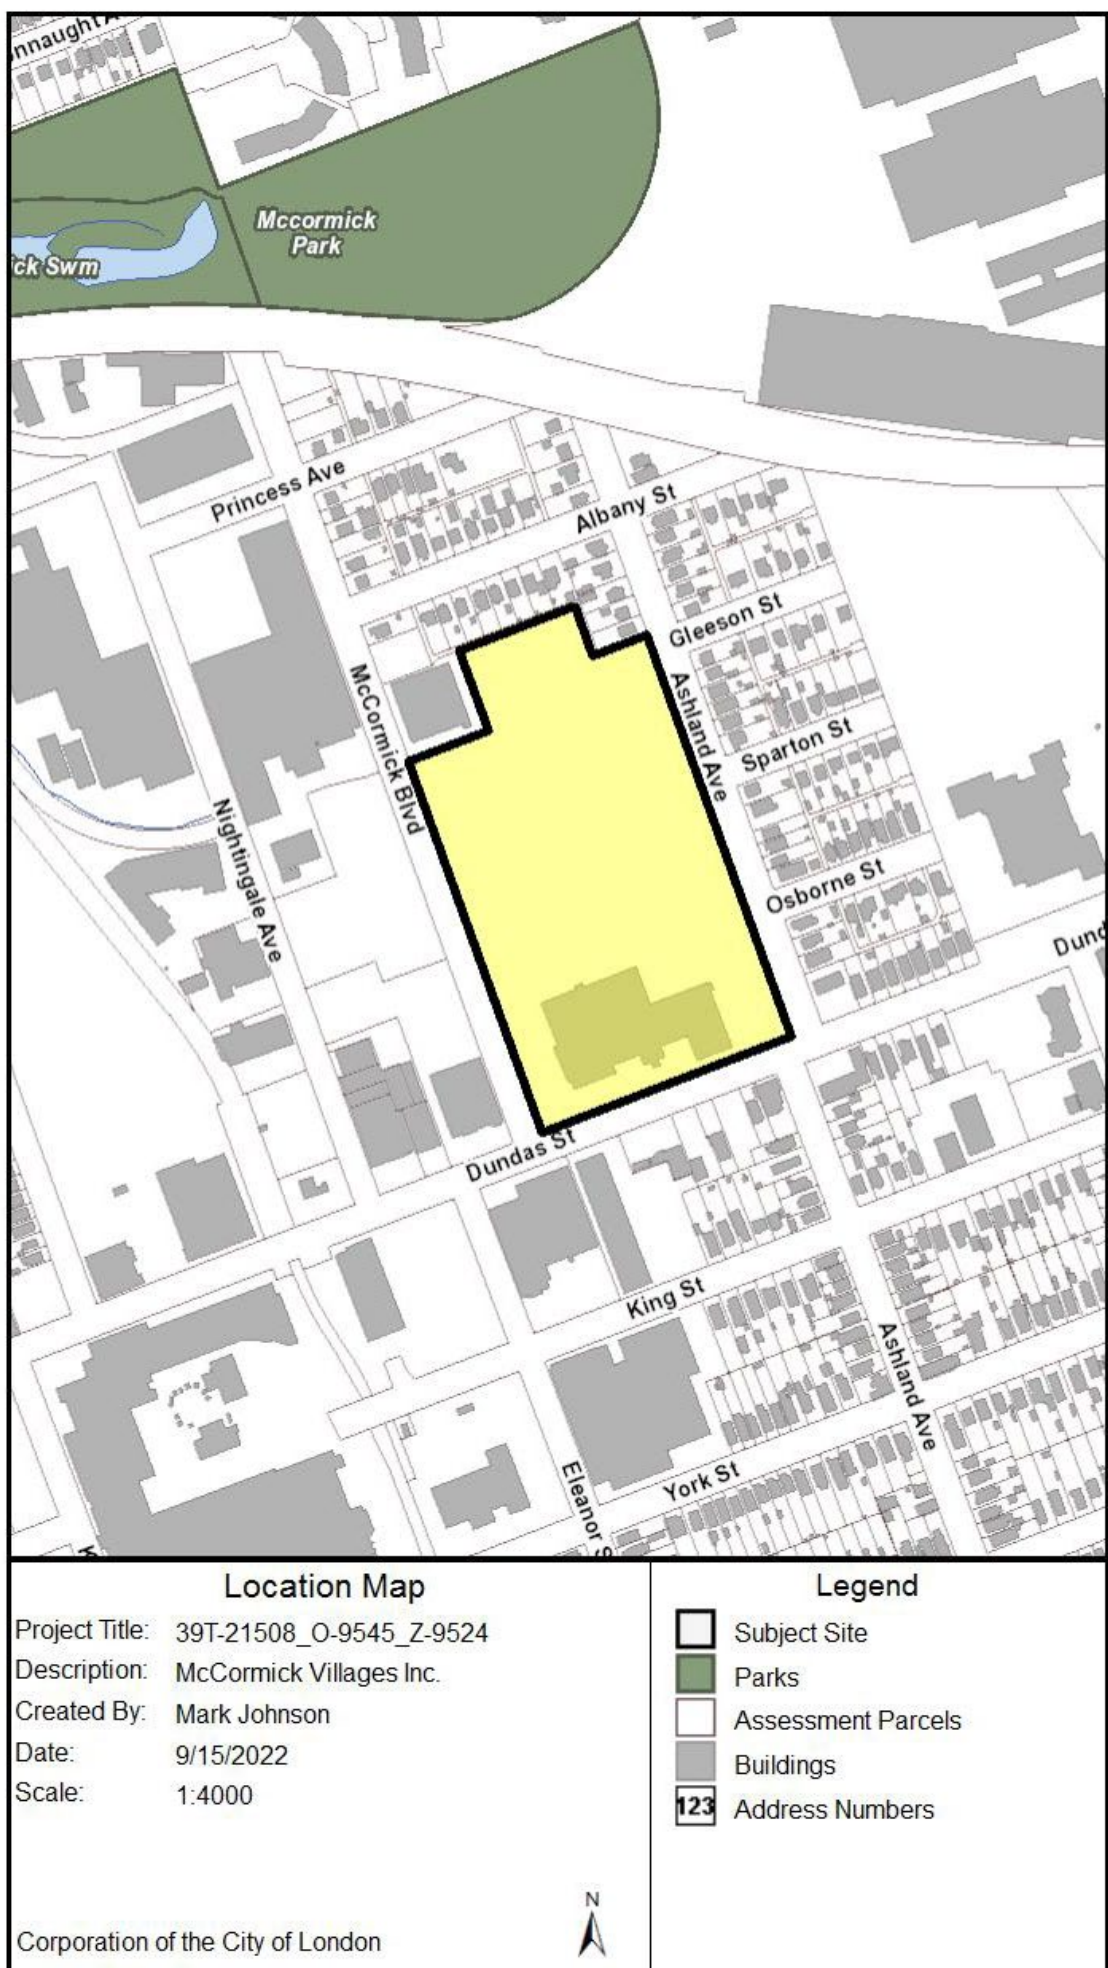 Mccormick
Park
ck Swm
Princess Ave
Albany St
Gleeson St
McCormick Blvd
Ashland Ave
Sparton St
Nightingale Ave
Osborne St
Dund
Dundas St
King St
Ashland Ave
Eleanor S
York St
Location Map
Project Title: 39T-21508_O-9545_Z-9524
Description: McCormick Villages Inc.
Created By: Mark Johnson
Date: 9/15/2022
Scale: 1:4000
N
Corporation of the City of London
Legend
Subject Site
Parks
Assessment Parcels
Buildings
123 Address Numbers